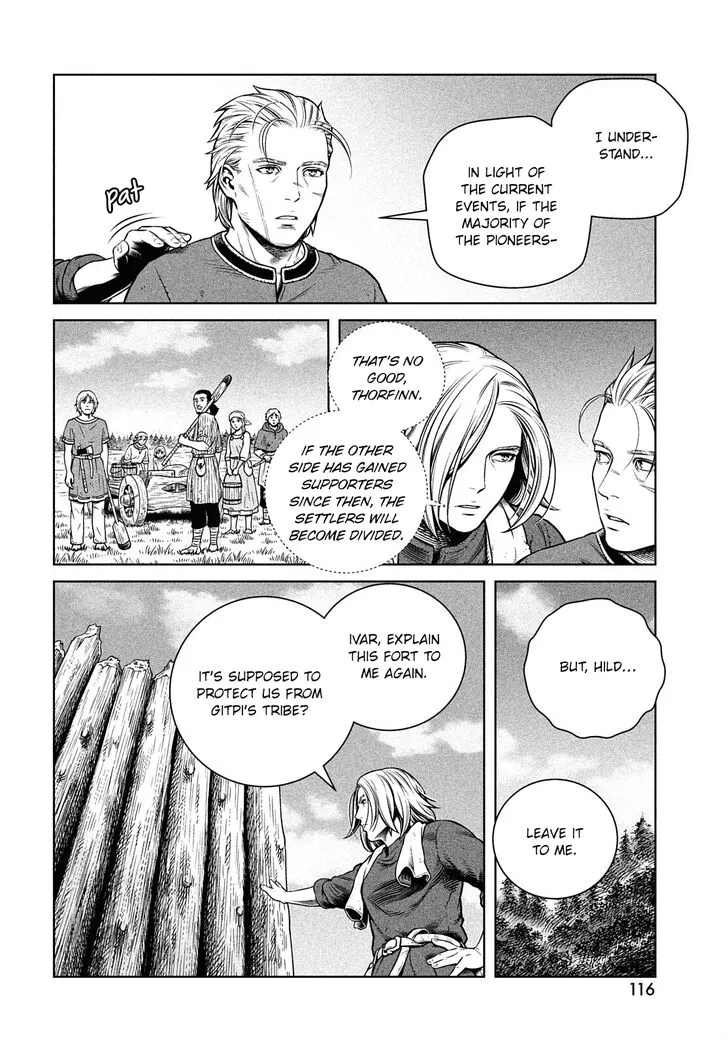 I UNDER-
STAND...
IN LIGHT OF
THE CURRENT
EVENTS, IF THE
MAJORITY OF
THE PIONEERS-
pat
THAT'S NO
GOOD,
THORFINN.
IF THE OTHER
SIDE HAS GAINED
SUPPORTERS
SINCE THEN, THE
SETTLERS WILL
BECOME DIVIDED.
BUT, HILD...
LEAVE IT
TO ME.
IVAR, EXPLAIN
THIS FORT TO
ME AGAIN.
IT'S SUPPOSED TO
PROTECT US FROM
GITPI'S TRIBE?
116